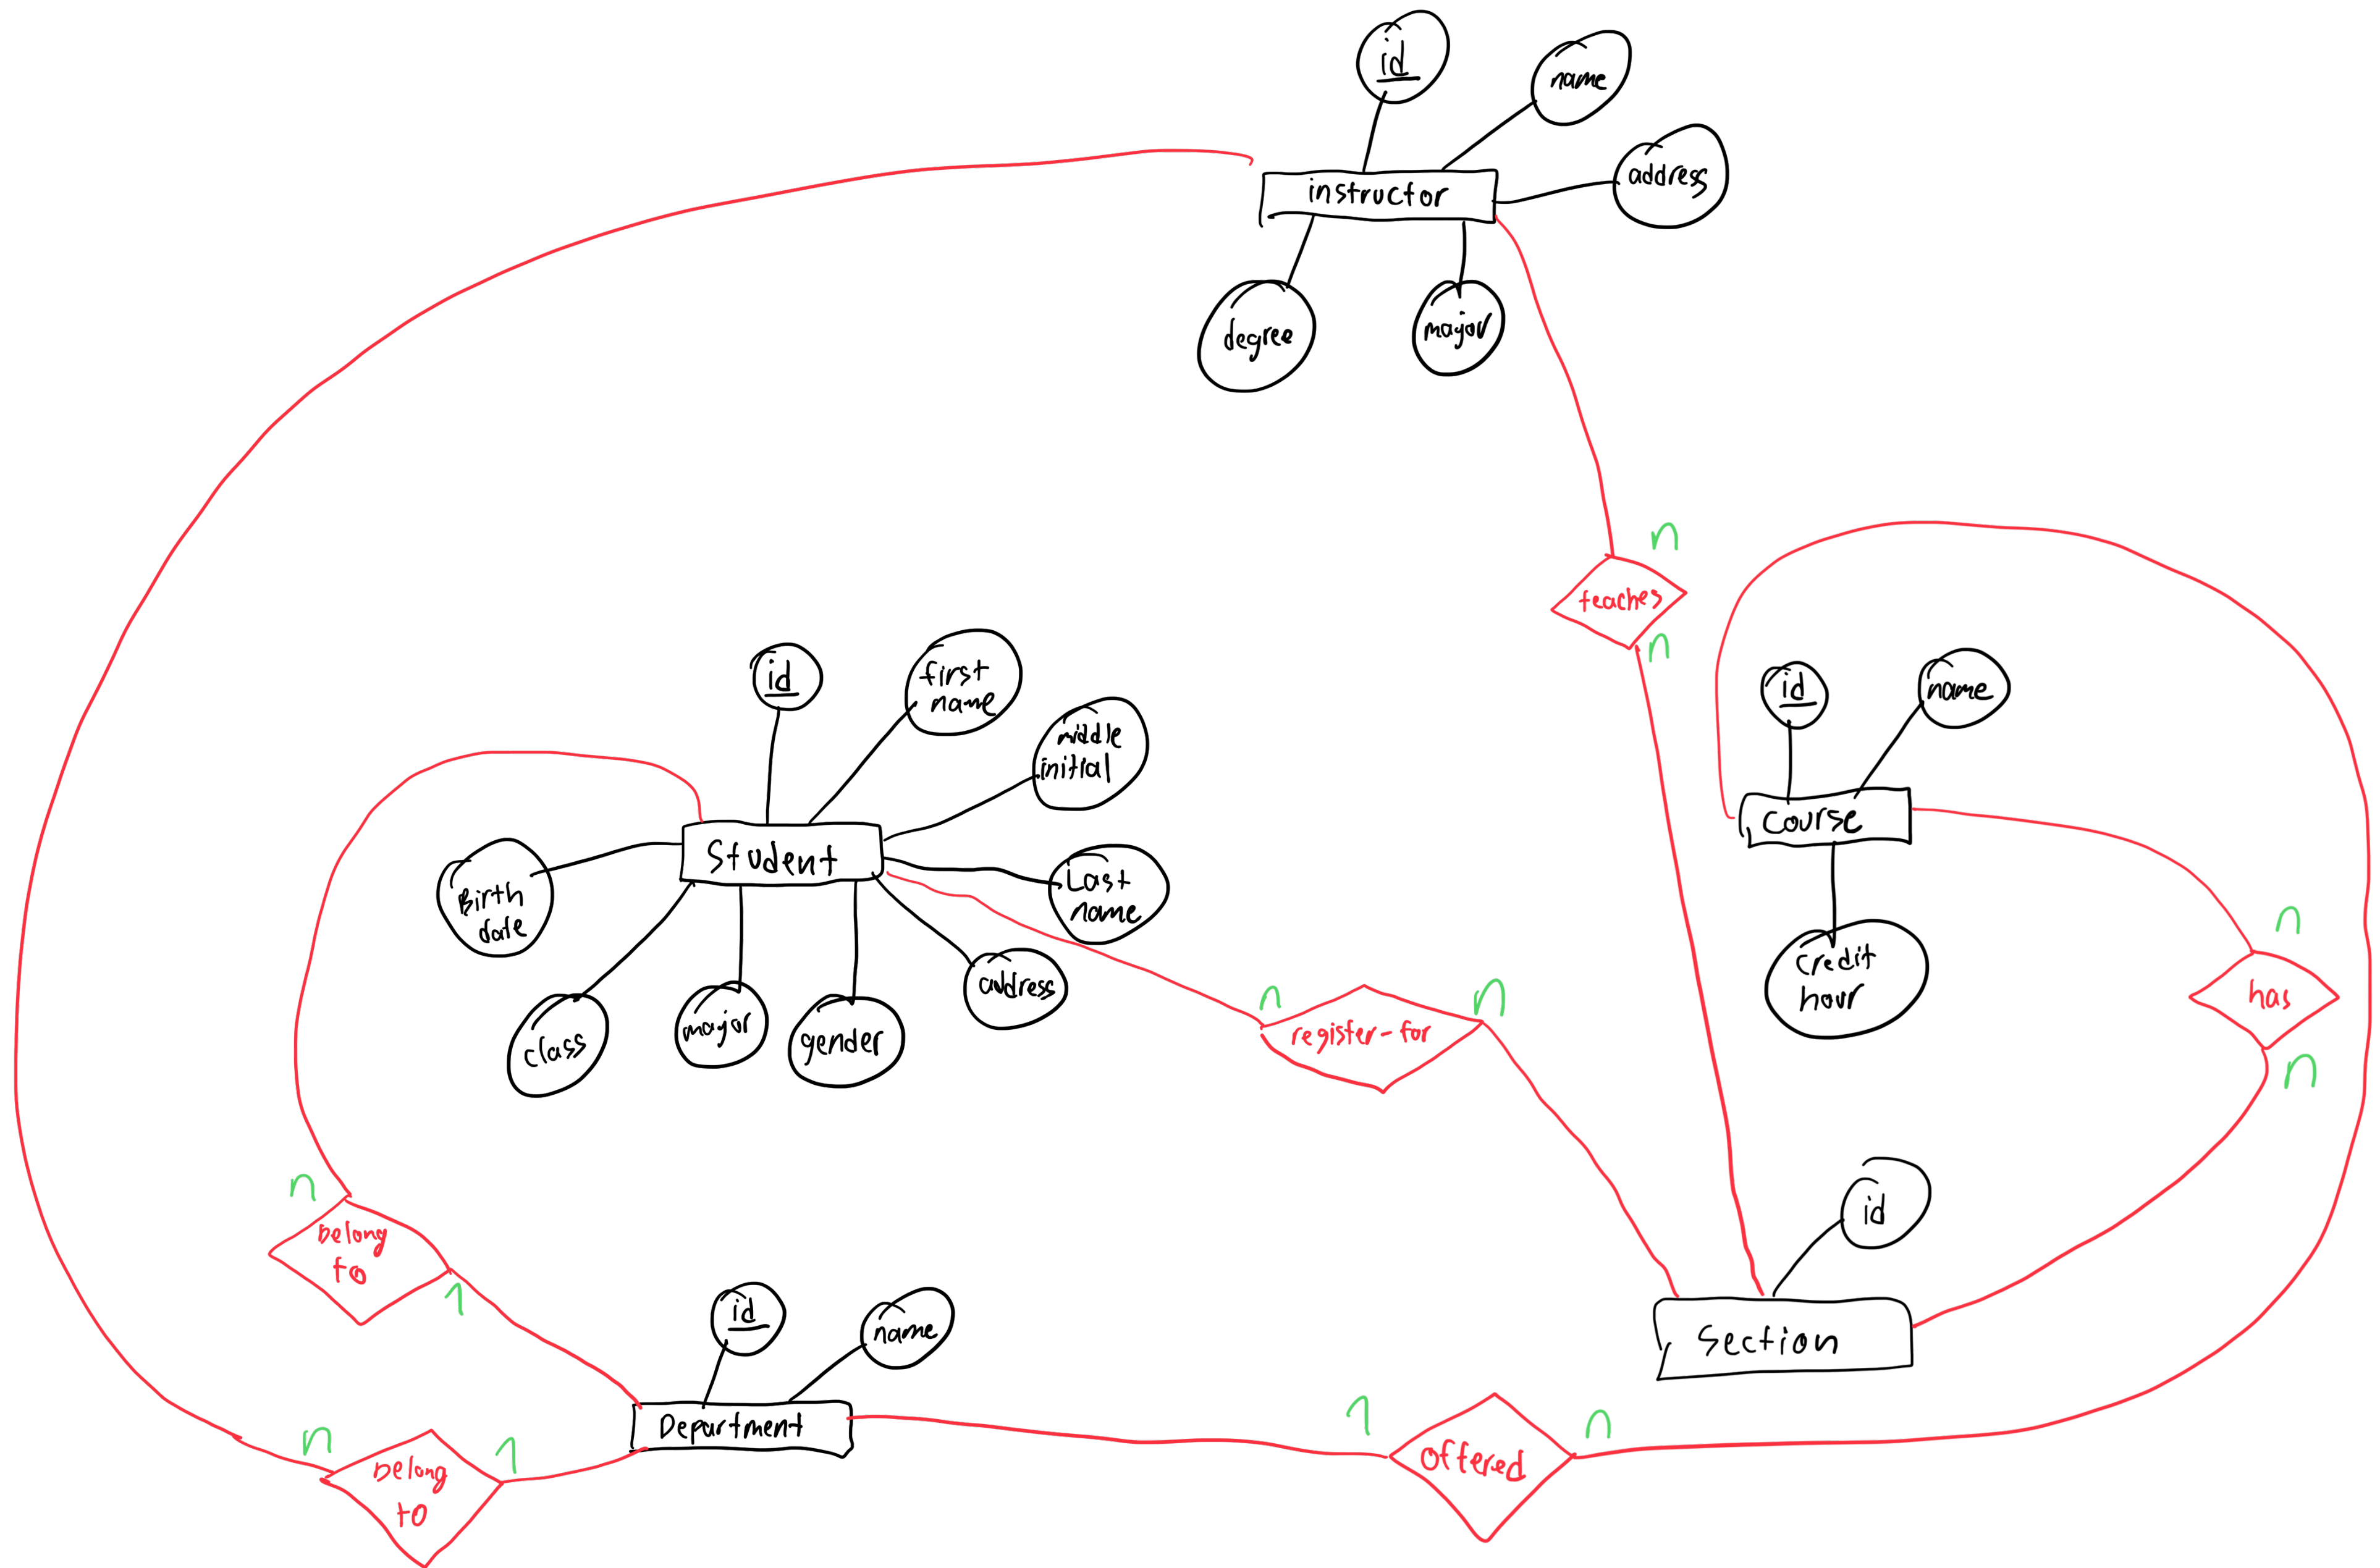 id
name
address
instructor
degree
major
n
teaches
n
id
first
name
middle
initial
id
name
Student
Course
Birth
date
Last
name
address
class
major
gender
credit
hour
n
has
n
n
n
register-for
id
n
Belong
to
1
id
name
Section
Department
n
1
Belong
to
1
n
Offered